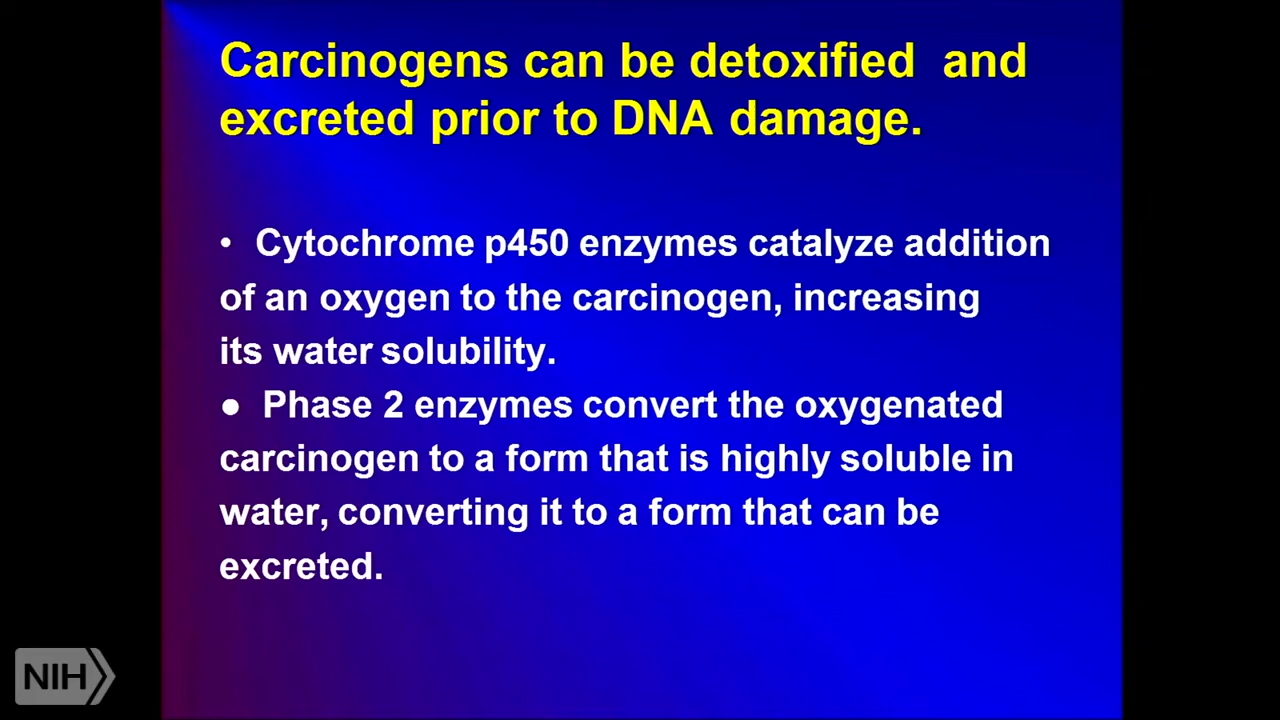 Carcinogens can be detoxified  and
excreted prior to DNA damage.
• Cytochrome p450 enzymes catalyze addition
of an oxygen to the carcinogen, increasing
its water solubility.
● Phase 2 enzymes convert the oxygenated
carcinogen to a form that is highly soluble in
water, converting it to a form that can be
excreted.
NIH